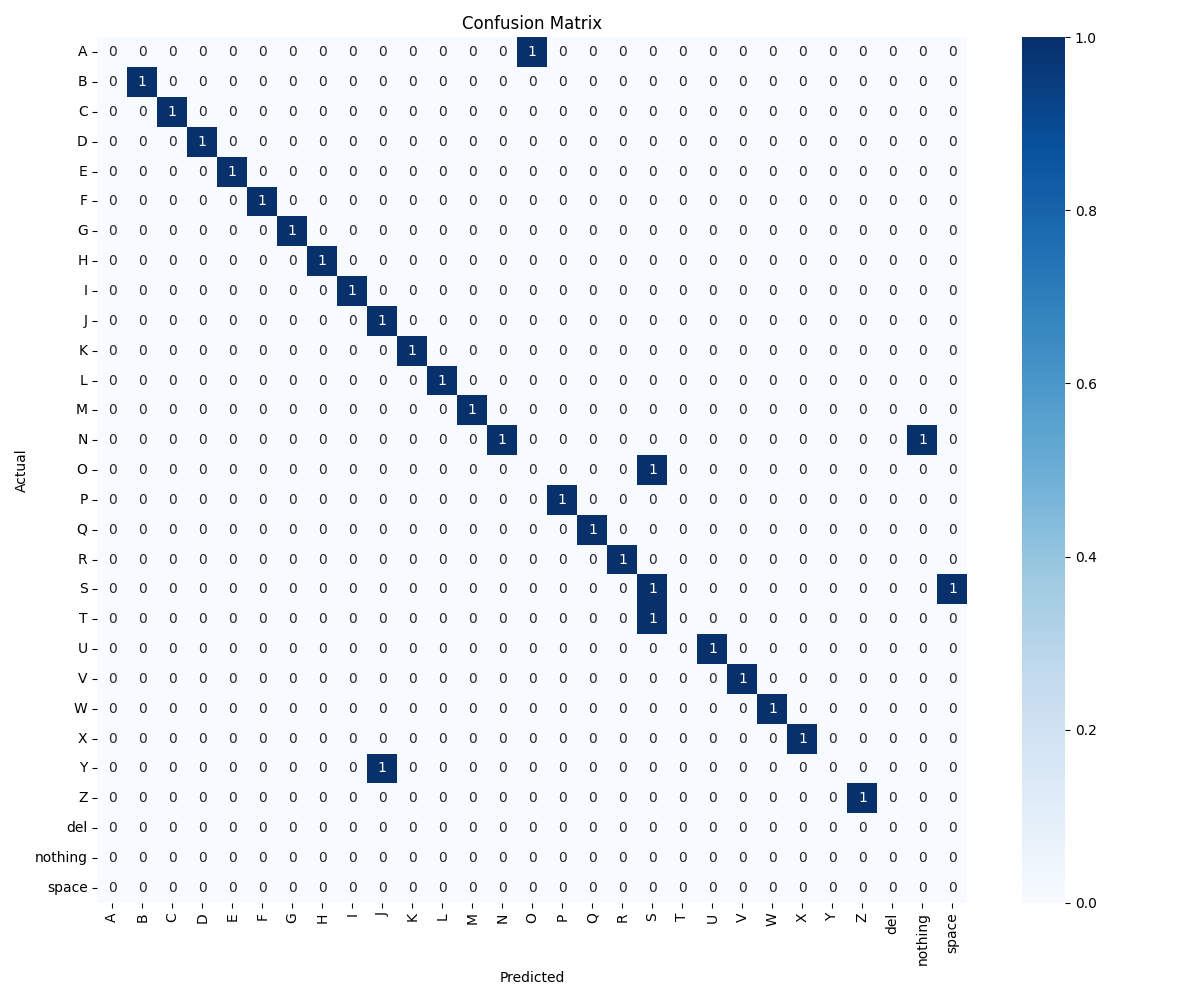 Confusion Matrix
A 0 0 0 0 0 0 0 0 0 0 0 0 0 0 1 0 0 0 0 0 0 0 0 0 0 0 0 0 0
B 0 1 0 0 0 0 0 0 0 0 0 0 0 0 0 0 0 0 0 0 0 0 0 0 0 0 0 0 0
C 0 0 1 0 0 0 0 0 0 0 0 0 0 0 0 0 0 0 0 0 0 0 0 0 0 0 0 0 0
D 0 0 0 1 0 0 0 0 0 0 0 0 0 0 0 0 0 0 0 0 0 0 0 0 0 0 0 0 0
E 0 0 0 0 1 0 0 0 0 0 0 0 0 0 0 0 0 0 0 0 0 0 0 0 0 0 0 0 0
F 0 0 0 0 0 1 0 0 0 0 0 0 0 0 0 0 0 0 0 0 0 0 0 0 0 0 0 0 0
G 0 0 0 0 0 0 1 0 0 0 0 0 0 0 0 0 0 0 0 0 0 0 0 0 0 0 0 0 0
H 0 0 0 0 0 0 0 1 0 0 0 0 0 0 0 0 0 0 0 0 0 0 0 0 0 0 0 0 0
I 0 0 0 0 0 0 0 0 1 0 0 0 0 0 0 0 0 0 0 0 0 0 0 0 0 0 0 0 0
J 0 0 0 0 0 0 0 0 0 1 0 0 0 0 0 0 0 0 0 0 0 0 0 0 0 0 0 0 0
K 0 0 0 0 0 0 0 0 0 0 1 0 0 0 0 0 0 0 0 0 0 0 0 0 0 0 0 0 0
L 0 0 0 0 0 0 0 0 0 0 0 1 0 0 0 0 0 0 0 0 0 0 0 0 0 0 0 0 0
M 0 0 0 0 0 0 0 0 0 0 0 0 1 0 0 0 0 0 0 0 0 0 0 0 0 0 0 0 0
N 0 0 0 0 0 0 0 0 0 0 0 0 0 1 0 0 0 0 0 0 0 0 0 0 0 0 0 1 0
O 0 0 0 0 0 0 0 0 0 0 0 0 0 0 0 0 0 0 1 0 0 0 0 0 0 0 0 0 0
P 0 0 0 0 0 0 0 0 0 0 0 0 0 0 0 1 0 0 0 0 0 0 0 0 0 0 0 0 0
Q 0 0 0 0 0 0 0 0 0 0 0 0 0 0 0 0 1 0 0 0 0 0 0 0 0 0 0 0 0
R 0 0 0 0 0 0 0 0 0 0 0 0 0 0 0 0 0 1 0 0 0 0 0 0 0 0 0 0 0
S 0 0 0 0 0 0 0 0 0 0 0 0 0 0 0 0 0 0 1 0 0 0 0 0 0 0 0 0 1
T 0 0 0 0 0 0 0 0 0 0 0 0 0 0 0 0 0 0 1 0 0 0 0 0 0 0 0 0 0
U 0 0 0 0 0 0 0 0 0 0 0 0 0 0 0 0 0 0 0 0 1 0 0 0 0 0 0 0 0
V 0 0 0 0 0 0 0 0 0 0 0 0 0 0 0 0 0 0 0 0 0 1 0 0 0 0 0 0 0
W 0 0 0 0 0 0 0 0 0 0 0 0 0 0 0 0 0 0 0 0 0 0 1 0 0 0 0 0 0
X 0 0 0 0 0 0 0 0 0 0 0 0 0 0 0 0 0 0 0 0 0 0 0 1 0 0 0 0 0
Y 0 0 0 0 0 0 0 0 0 1 0 0 0 0 0 0 0 0 0 0 0 0 0 0 0 0 0 0 0
Z 0 0 0 0 0 0 0 0 0 0 0 0 0 0 0 0 0 0 0 0 0 0 0 0 0 1 0 0 0
del 0 0 0 0 0 0 0 0 0 0 0 0 0 0 0 0 0 0 0 0 0 0 0 0 0 0 0 0 0
nothing 0 0 0 0 0 0 0 0 0 0 0 0 0 0 0 0 0 0 0 0 0 0 0 0 0 0 0 0 0
space 0 0 0 0 0 0 0 0 0 0 0 0 0 0 0 0 0 0 0 0 0 0 0 0 0 0 0 0 0
A B C D E F G H I J K L M N O P Q R S T U V W X Y Z del nothing space
Predicted
Actual
1.0
0.8
0.6
0.4
0.2
0.0